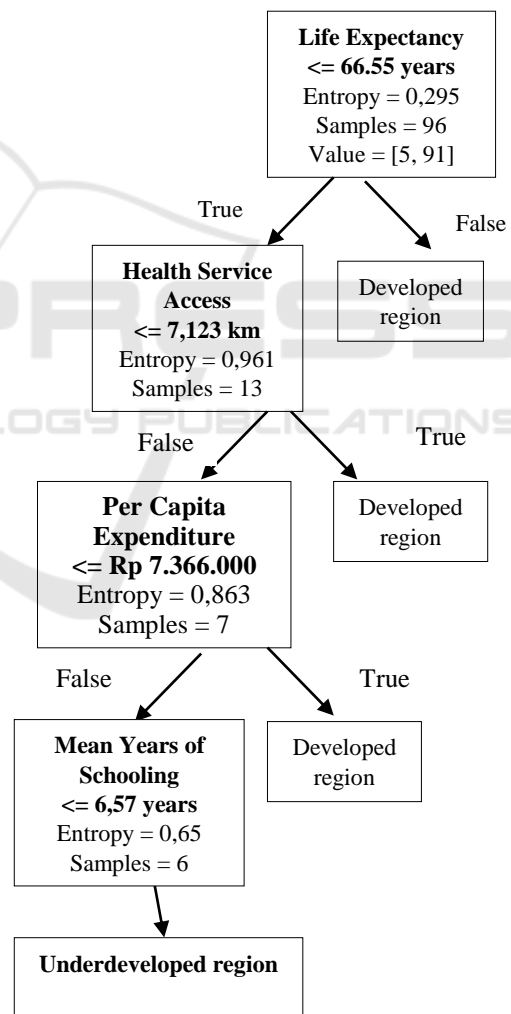 Life Expectancy
<= 66.55 years
Entropy = 0,295
Samples = 96
Value = [5, 91]
True
False
Health Service
Access
<= 7,123 km
Entropy = 0,961
Samples = 13
Developed
region
False
True
Per Capita
Expenditure
<= Rp 7.366.000
Entropy = 0,863
Samples = 7
Developed
region
False
True
Mean Years of
Schooling
<= 6,57 years
Entropy = 0,65
Samples = 6
Developed
region
Underdeveloped region
PRESS
LOGY PUBLICATIONS